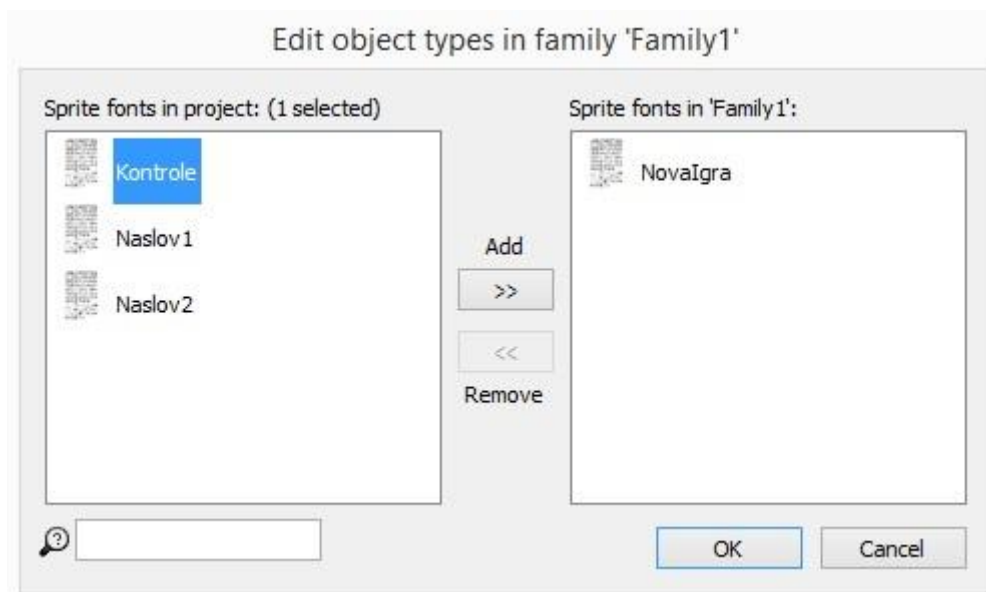 Edit object types in family 'Family1'
Sprite fonts in project: (1 selected)
Kontrole
Naslov1
Naslov2
Add
>>
<<
Remove
Sprite fonts in 'Family1':
NovaIgra
OK
Cancel